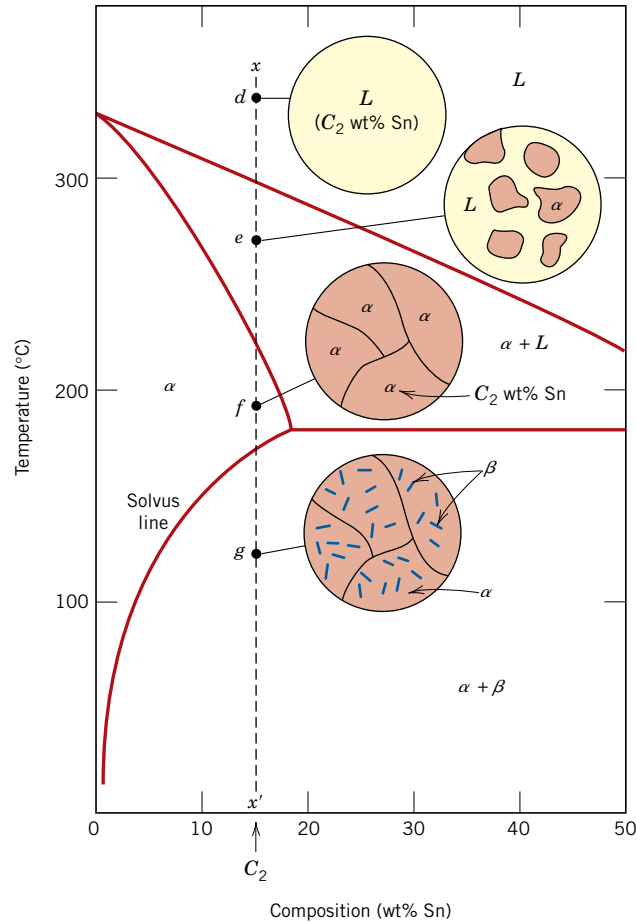 x
d
L
(C₂ wt% Sn)
L
300
L
α
e
α
α
α
α + L
Temperature (°C)
200
α
f
α
C₂ wt% Sn
β
Solvus
line
g
100
α
α + β
x′
0
10
20
30
40
50
C₂
Composition (wt% Sn)